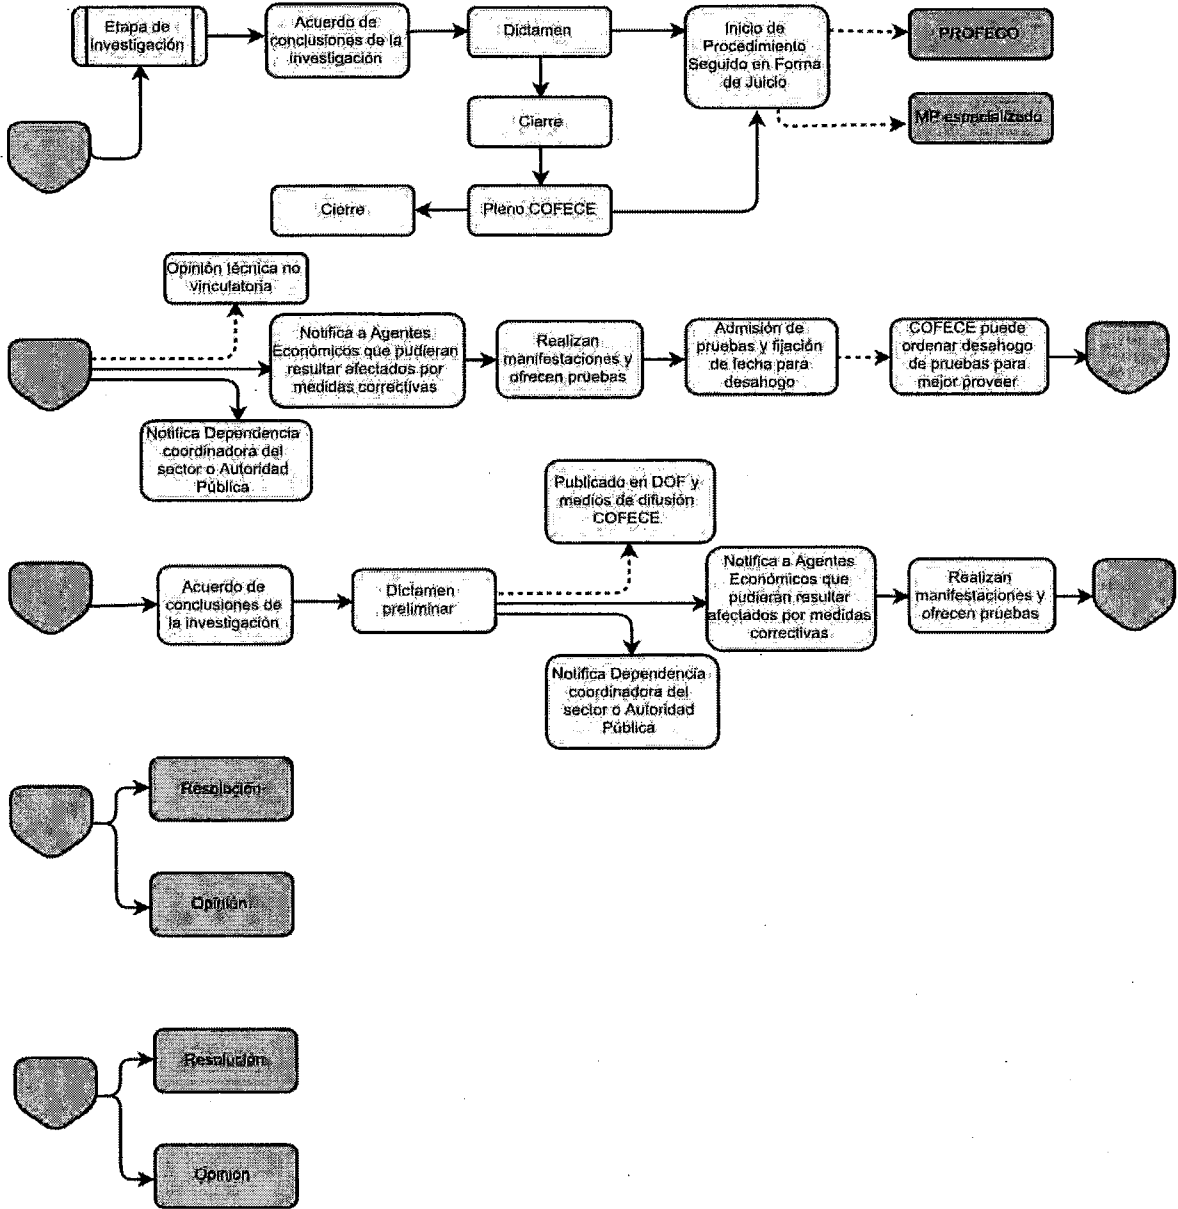 Etapa de
Investigación
Acuerdo de
conclusiones de la
investigación
Dictamen
Inicio de
Procedimiento
Seguido en Forma
de Juicio
PROFECO
MP especializado
Cierre
Cierre
Pleno COFECE
Opinión técnica no
vinculatoria
Notifica a Agentes
Económicos que pudieran
resultar afectados por
medidas correctivas
Realizan
manifestaciones y
ofrecen pruebas
Admisión de
pruebas y fijación
de fecha para
desahogo
COFECE puede
ordenar desahogo
de pruebas para
mejor proveer
Notifica Dependencia
coordinadora del
sector o Autoridad
Pública
Publicado en DOF y
medios de difusión
COFECE.
Acuerdo de
conclusiones de
la investigación
Dictamen
preliminar
Notifica a Agentes
Económicos que
pudieran resultar
afectados por medidas
correctivas
Realizan
manifestaciones y
ofrecen pruebas
Notifica Dependencia
coordinadora del
sector o Autoridad
Pública
Resolución
Opinión
Resolución
Opinión